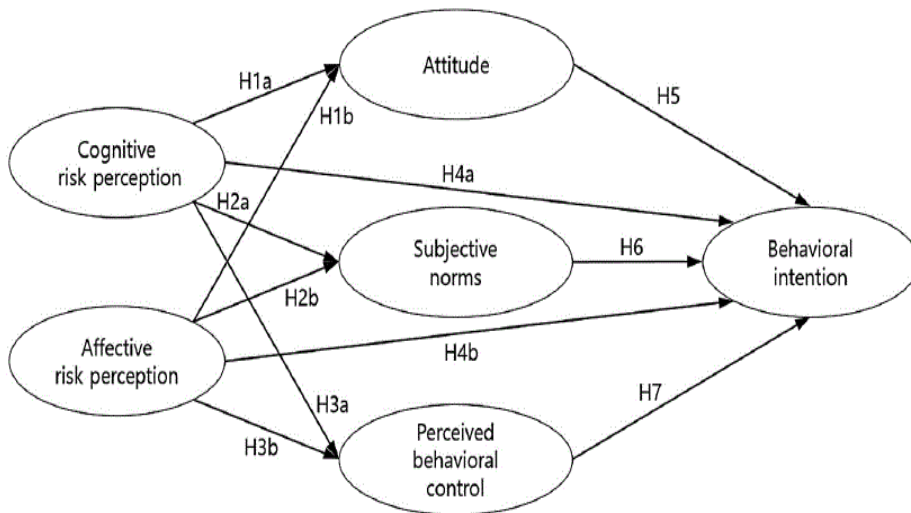 Attitude
H1a
H5
H1b
Cognitive
risk perception
H4a
H2a
Subjective
norms
H6
Behavioral
intention
H2b
Affective
risk perception
H4b
H3a
H7
H3b
Perceived
behavioral
control